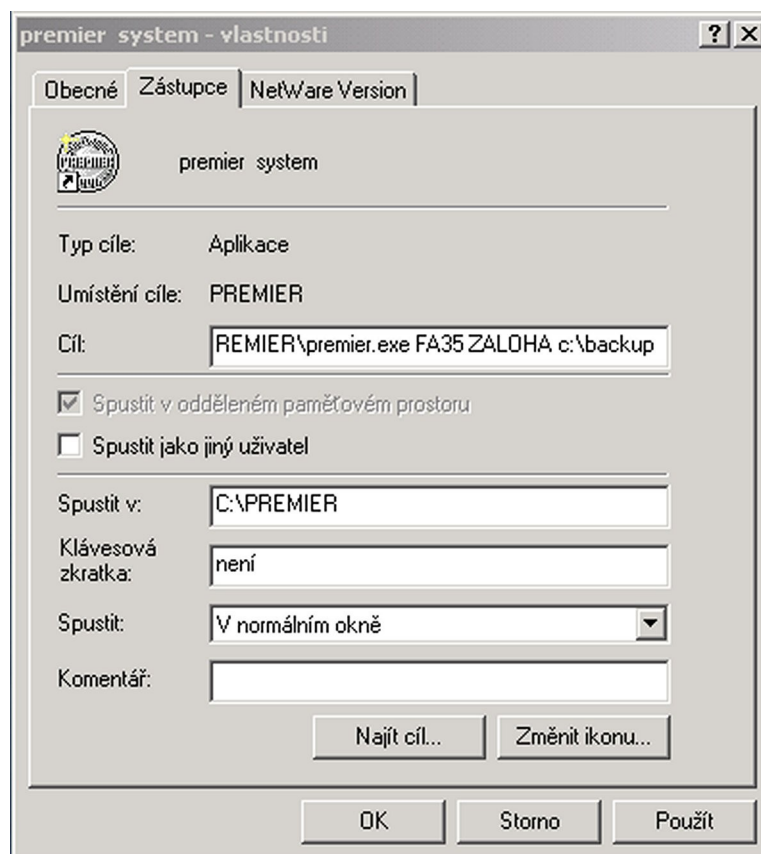 premier system - vlastnosti
Obecné Zástupce NetWare Version
PREMIER
premier system
Typ cíle: Aplikace
Umístění cíle: PREMIER
Cíl: REMIER\premier.exe FA35 ZALOHA c:\backup
Spustit v odděleném paměťovém prostoru
Spustit jako jiný uživatel
Spustit v: C:\PREMIER
Klávesová
zkratka: není
Spustit: V normálním okně
Komentář:
Najít cíl... Změnit ikonu...
OK Storno Použít